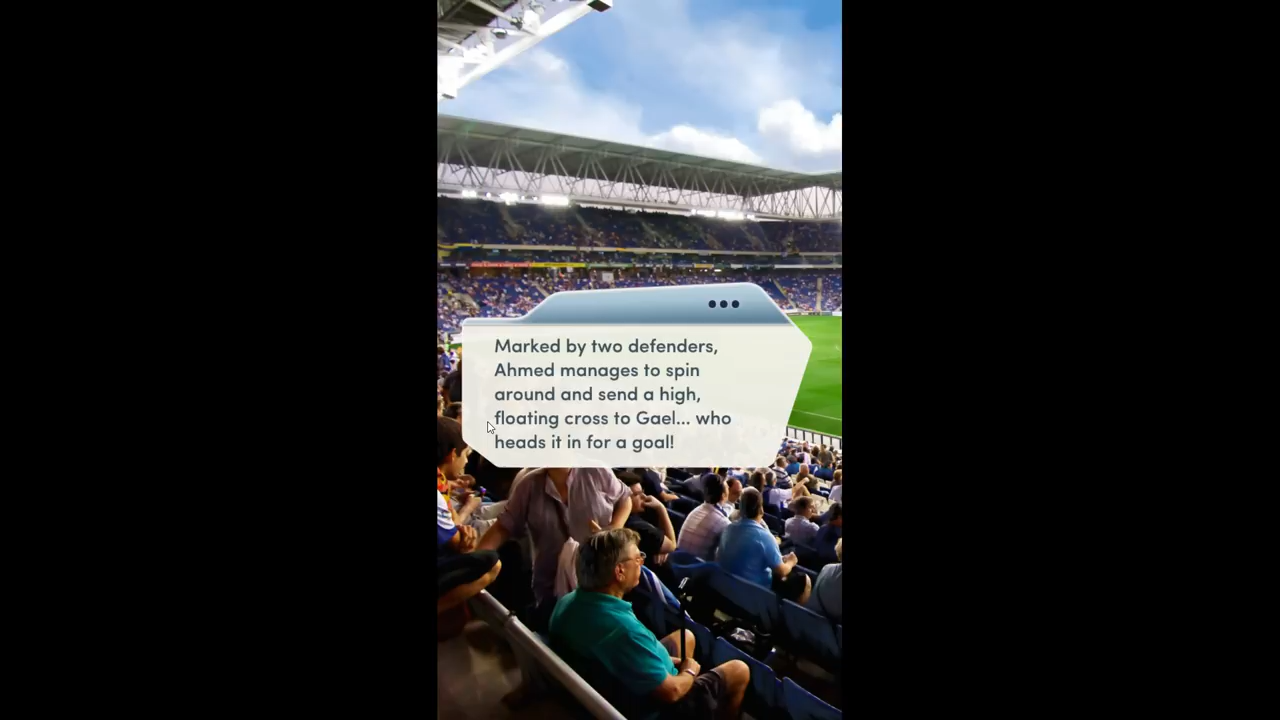 Marked by two defenders,
Ahmed manages to spin
around and send a high,
floating cross to Gael... who
heads it in for a goal!